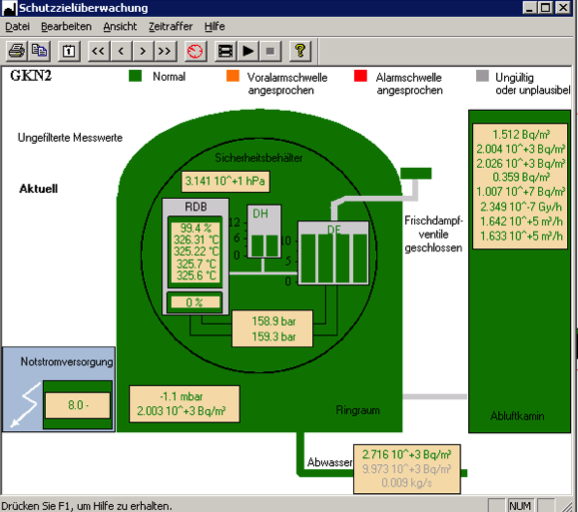 Schutzzielüberwachung
Datei Bearbeiten Ansicht Zeitraffer Hilfe
GKN2
Normal
Voralarmschwelle
angesprochen
Alarmschwelle
angesprochen
Ungültig
oder unplausibel
Ungefilterte Messwerte
Aktuell
Sicherheitsbehälter
3.141 10^+1 hPa
RDB
99.4 %
326.31 °C
325.22 °C
325.7 °C
325.6 °C
0 %
DH
12
6
0
DE
10
5
0
158.9 bar
159.3 bar
Frischdampf-
ventile
geschlossen
1.512 Bq/m³
2.004 10^+3 Bq/m³
2.026 10^+3 Bq/m³
0.359 Bq/m³
1.007 10^+7 Bq/m³
2.349 10^-7 Gy/h
1.642 10^+5 m³/h
1.633 10^+5 m³/h
Abluftkamin
Notstromversorgung
8.0 -
-1.1 mbar
2.003 10^+3 Bq/m³
Ringraum
Abwasser
2.716 10^+3 Bq/m³
9.973 10^+3 Bq/m³
0.009 kg/s
Drücken Sie F1, um Hilfe zu erhalten.
NUM